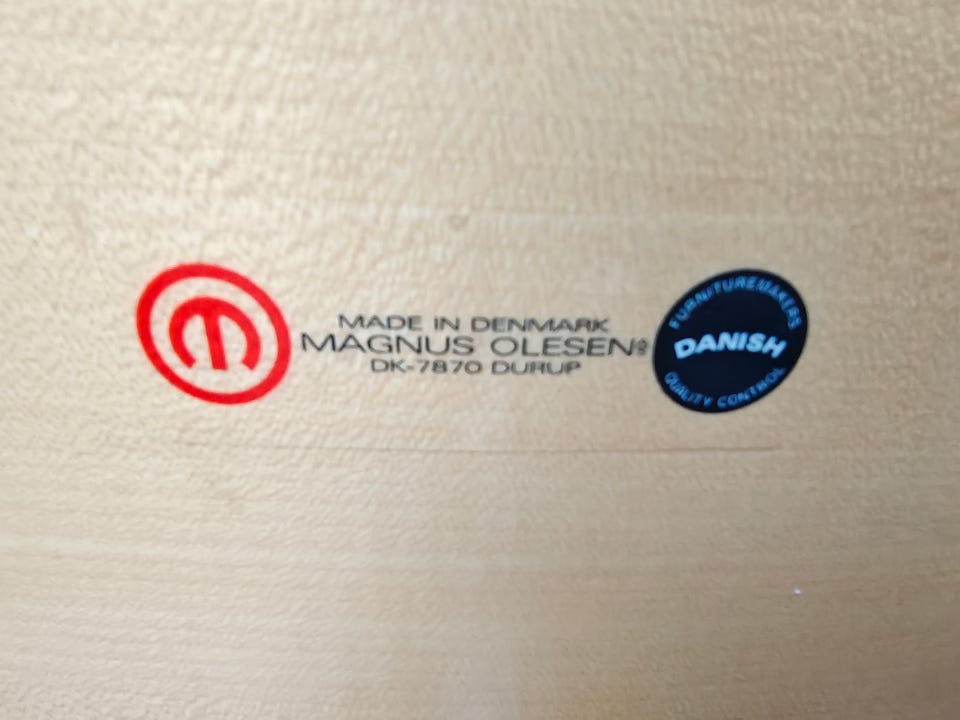 MADE IN DENMARK
MAGNUS OLESEN
DK-7870 DURUP
FURNITUREMAKERS
DANISH
QUALITY CONTROL